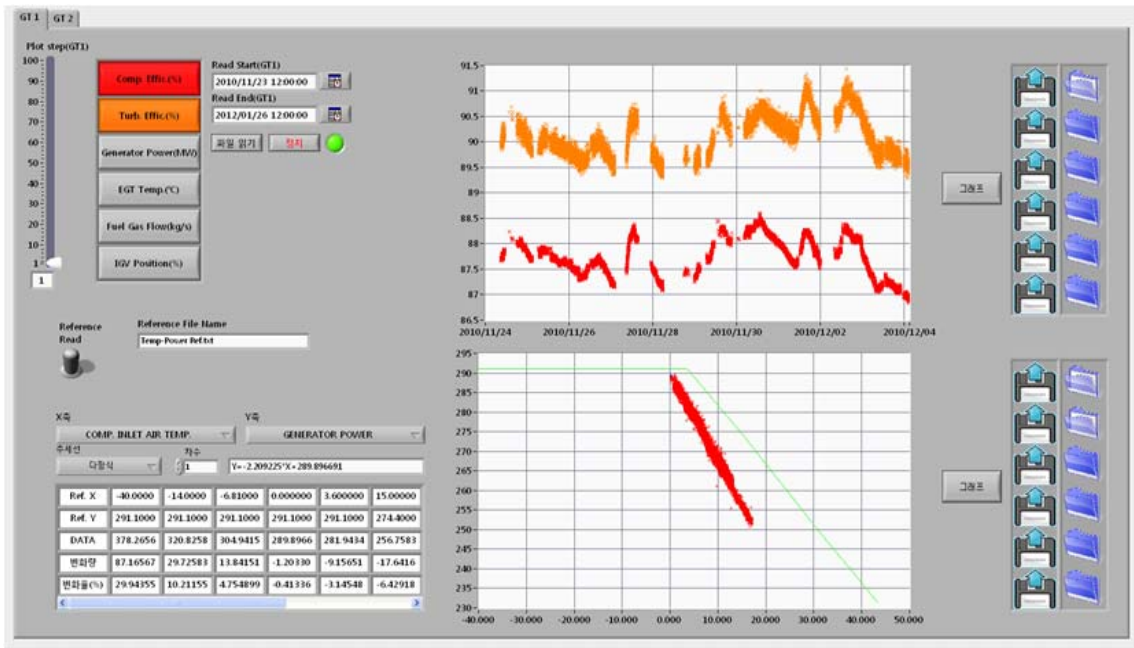 GT 1 GT 2
Plot step(GT1)
100
90
80
70
60
50
40
30
20
10
1
1
Comp. Effic.(%)
Turb. Effic.(%)
Generator Power(MW)
EGT Temp.(℃)
Fuel Gas Flow(kg/s)
IGV Position(%)
Read Start(GT1)
2010/11/23 12:00:00
Read End(GT1)
2012/01/26 12:00:00
파일 읽기 정지
Reference Read
Reference File Name
Temp-Power Ref.txt
X축 Y축
COMP. INLET AIR TEMP. GENERATOR POWER
추세선 차수
다항식 1 Y=-2.209225*X+289.896691
Ref. X -40.0000 -14.0000 -6.81000 0.000000 3.600000 15.00000
Ref. Y 291.1000 291.1000 291.1000 291.1000 291.1000 274.4000
DATA 378.2656 320.8258 304.9415 289.8966 281.9434 256.7583
변화량 87.16567 29.72583 13.84151 -1.20330 -9.15651 -17.6416
변화율(%) 29.94355 10.21155 4.754899 -0.41336 -3.14548 -6.42918
91.5
91
90.5
90
89.5
89
88.5
88
87.5
87
86.5
2010/11/24 2010/11/26 2010/11/28 2010/11/30 2010/12/02 2010/12/04
그래프
295
290
285
280
275
270
265
260
255
250
245
240
235
230
-40.000 -30.000 -20.000 -10.000 0.000 10.000 20.000 30.000 40.000 50.000
그래프